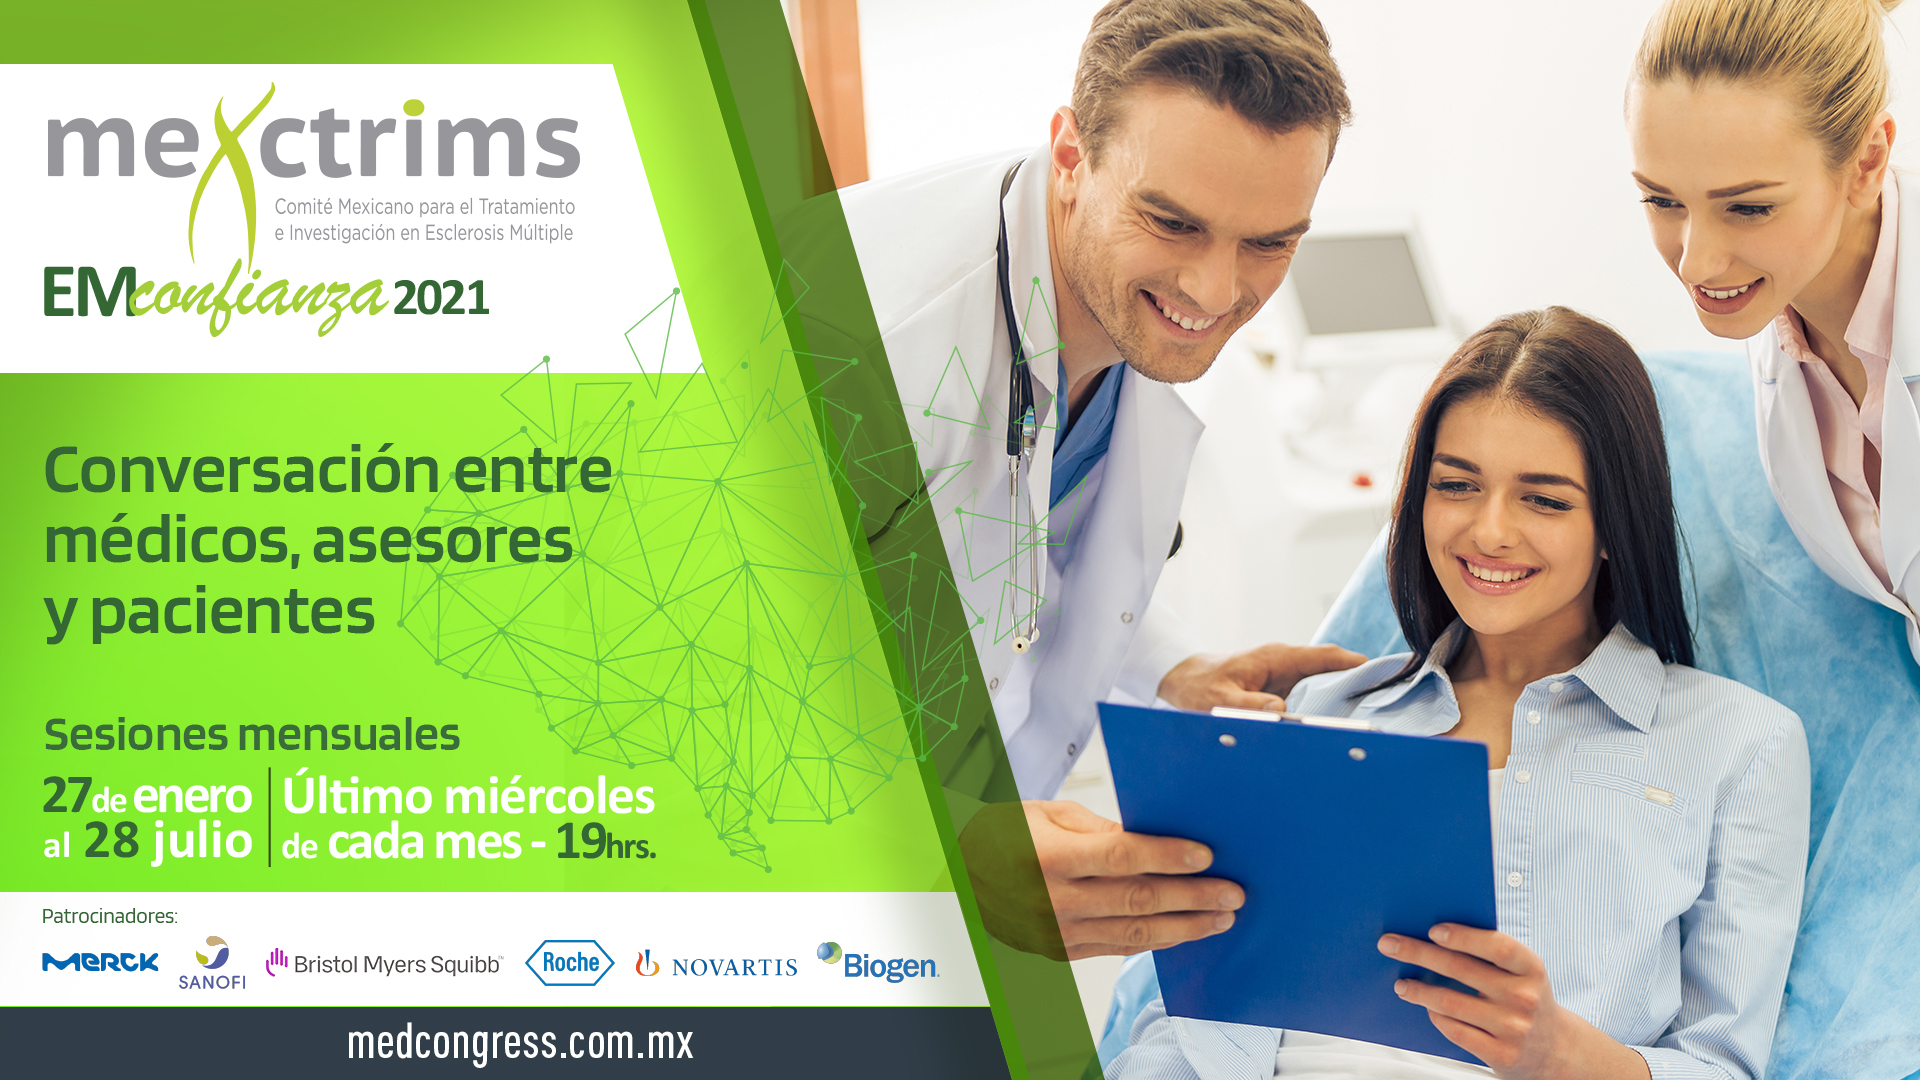 mexctrims
Comité Mexicano para el Tratamiento
e Investigación en Esclerosis Múltiple
EMconfianza 2021
Conversación entre
médicos, asesores
y pacientes
Sesiones mensuales
27 de enero
al 28 julio
Último miércoles
de cada mes - 19hrs.
Patrocinadores:
MERCK
SANOFI
Bristol Myers Squibb™
Roche
NOVARTIS
Biogen.
medcongress.com.mx